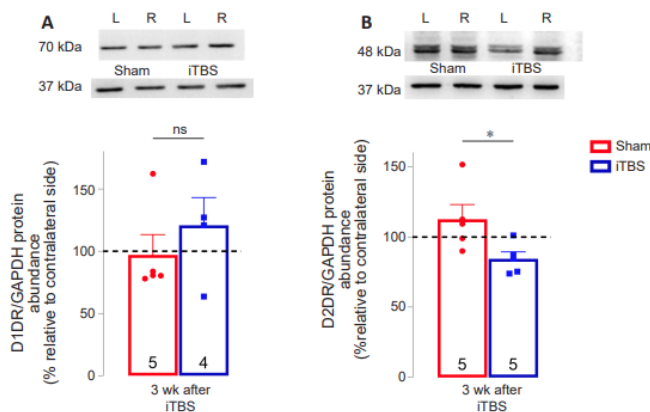 A
L R L R
70 kDa
Sham iTBS
37 kDa
ns
D1DR/GAPDH protein
abundance
(% relative to contralateral side)
150
100
50
0
5 4
3 wk after
iTBS
B
L R L R
48 kDa
Sham iTBS
37 kDa
*
Sham
iTBS
D2DR/GAPDH protein
abundance
(%relative to contralateral side)
150
100
50
0
5 5
3 wk after
iTBS